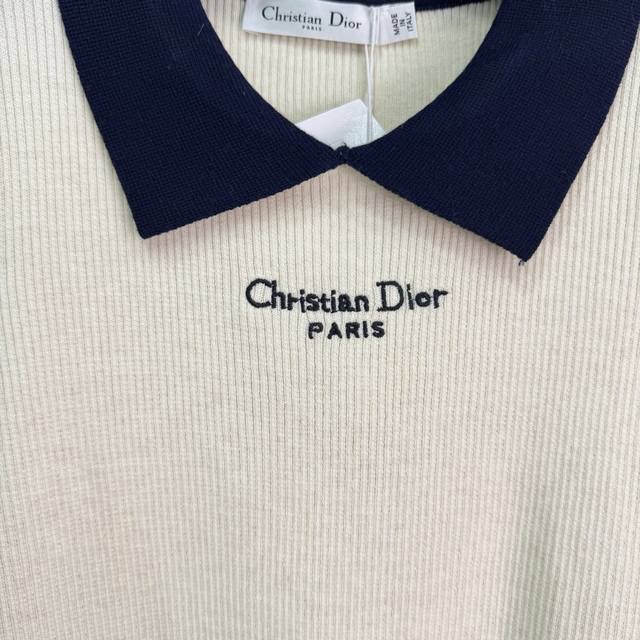 Christian Dior
PARIS
MADE
IN
ITALY
Christian Dior
PARIS